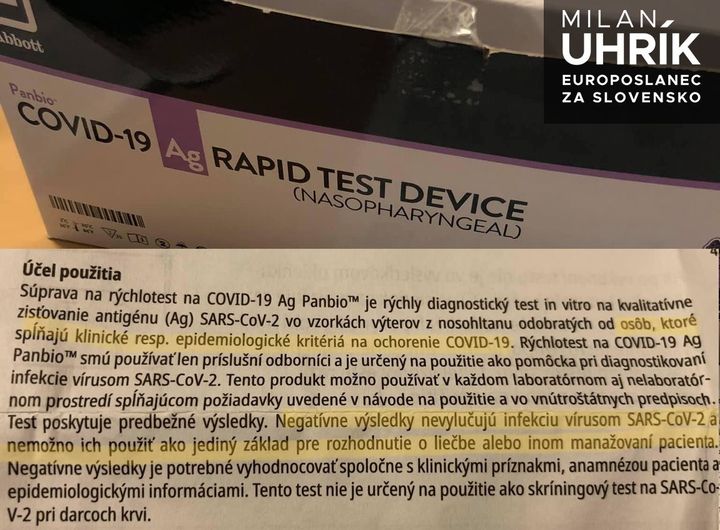 MILAN
UHRÍK
EUROPOSLANEC
ZA SLOVENSKO
Abbott
Panbio™
COVID-19 Ag RAPID TEST DEVICE
(NASOPHARYNGEAL)
Účel použitia
Súprava na rýchlotest na COVID-19 Ag Panbio™ je rýchly diagnostický test in vitro na kvalitatívne
zisťovanie antigénu (Ag) SARS-CoV-2 vo vzorkách výterov z nosohltanu odobratých od osôb, ktoré
spĺňajú klinické resp. epidemiologické kritériá na ochorenie COVID-19. Rýchlotest na COVID-19 Ag
Panbio™ smú používať len príslušní odborníci a je určený na použitie ako pomôcka pri diagnostikovaní
infekcie vírusom SARS-CoV-2. Tento produkt možno používať v každom laboratórnom aj nelaboratór-
nom prostredí spĺňajúcom požiadavky uvedené v návode na použitie a vo vnútroštátnych predpisoch.
Test poskytuje predbežné výsledky. Negatívne výsledky nevylučujú infekciu vírusom SARS-CoV-2 a
nemožno ich použiť ako jediný základ pre rozhodnutie o liečbe alebo inom manažovaní pacienta.
Negatívne výsledky je potrebné vyhodnocovať spoločne s klinickými príznakmi, anamnézou pacienta a
epidemiologickými informáciami. Tento test nie je určený na použitie ako skríningový test na SARS-Co-
V-2 pri darcoch krvi.